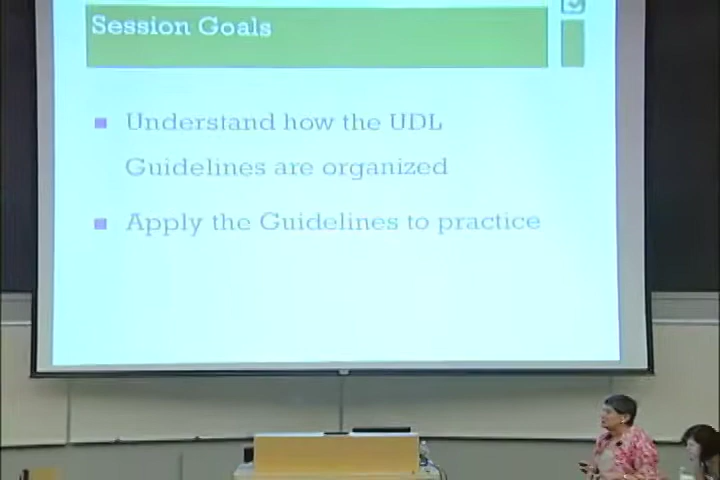 Session Goals
Understand how the UDL
Guidelines are organized
Apply the Guidelines to practice